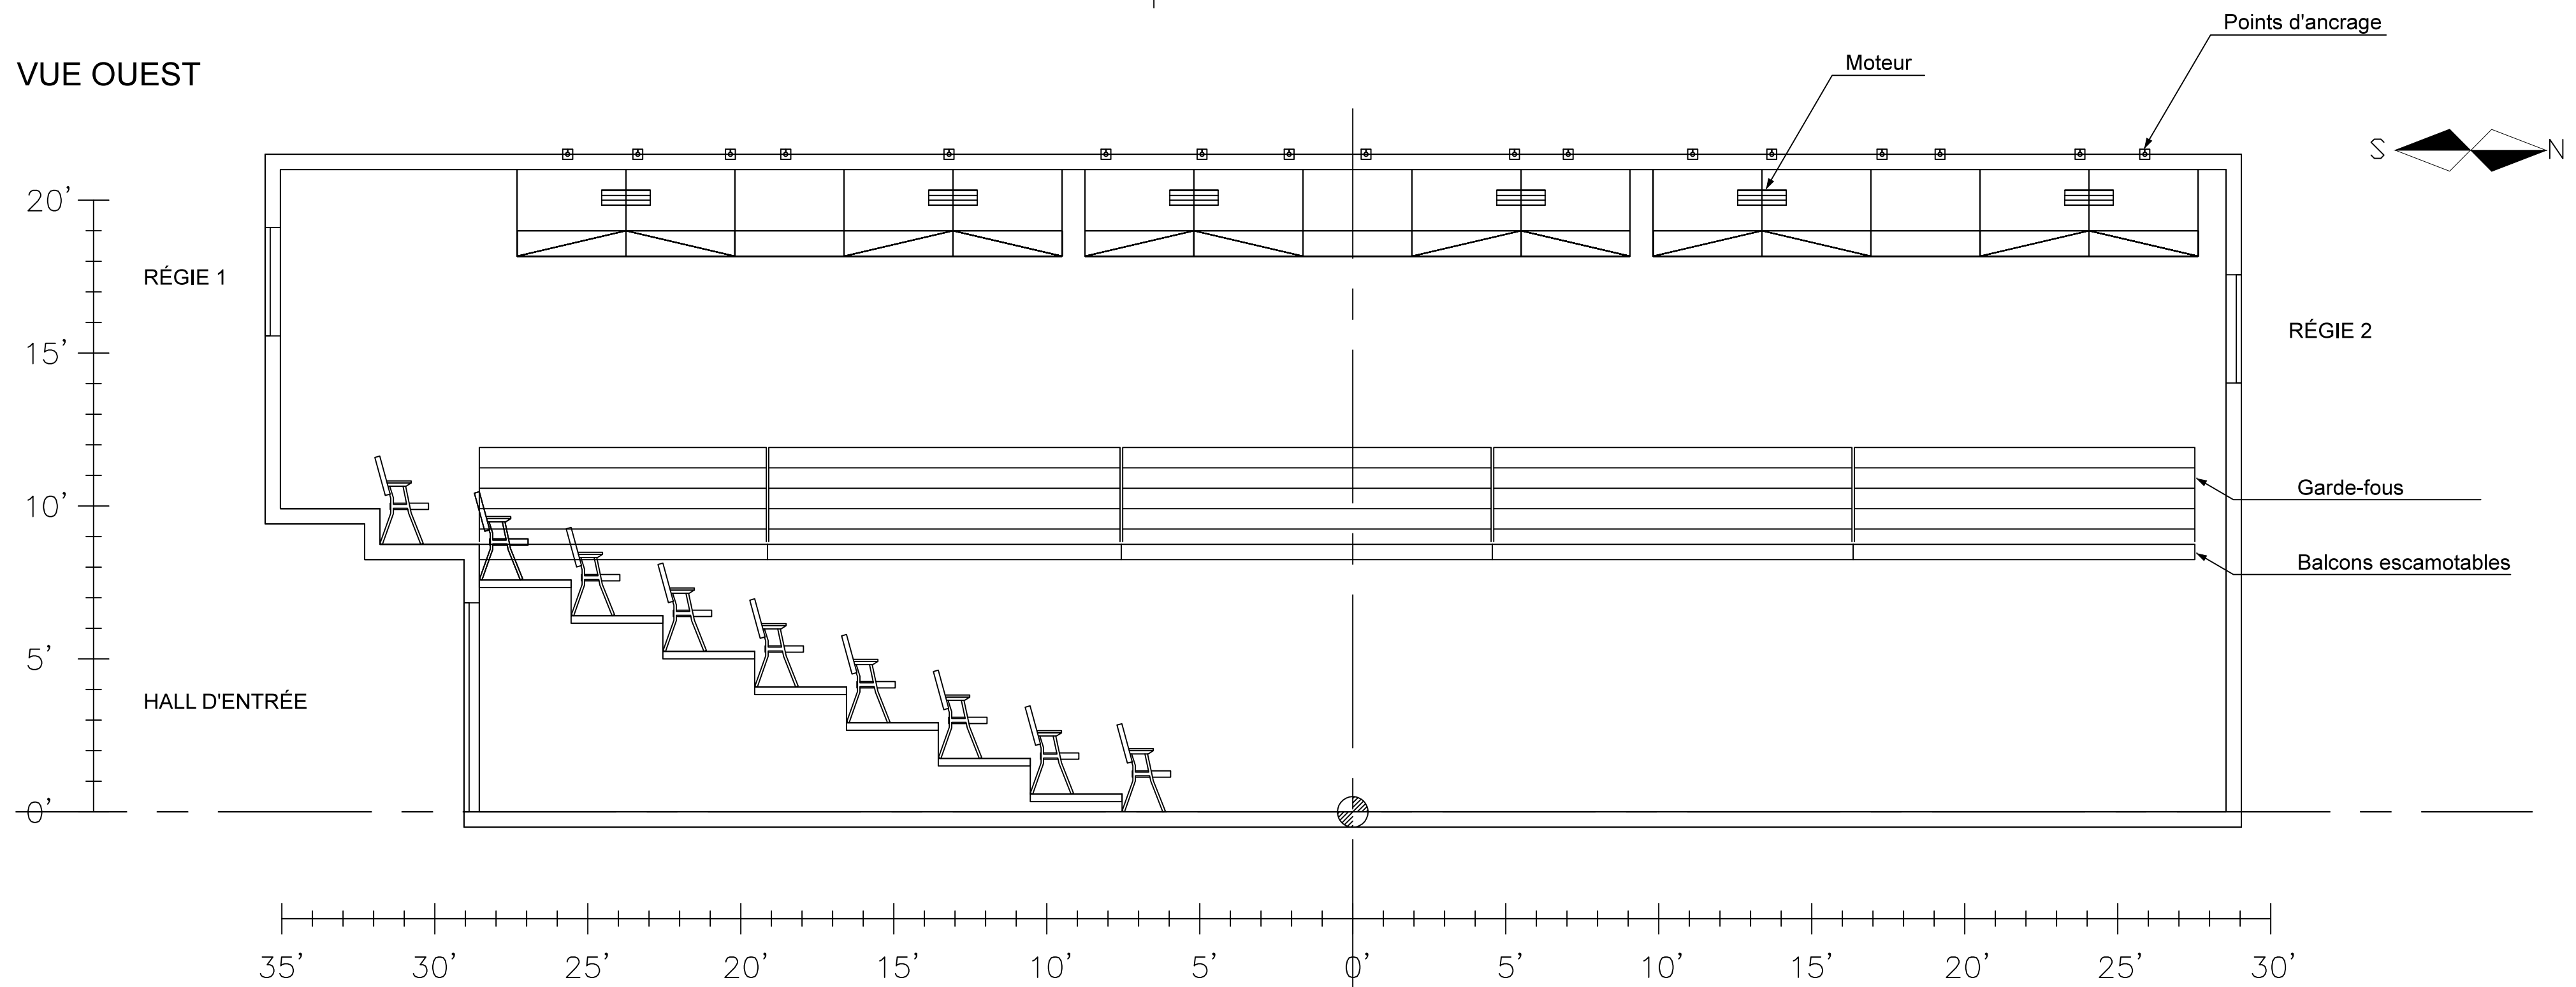 Points d'ancrage
Moteur
VUE OUEST
S N
20'
RÉGIE 1
RÉGIE 2
15'
10'
Garde-fous
Balcons escamotables
5'
HALL D'ENTRÉE
0'
35' 30' 25' 20' 15' 10' 5' 0' 5' 10' 15' 20' 25' 30'